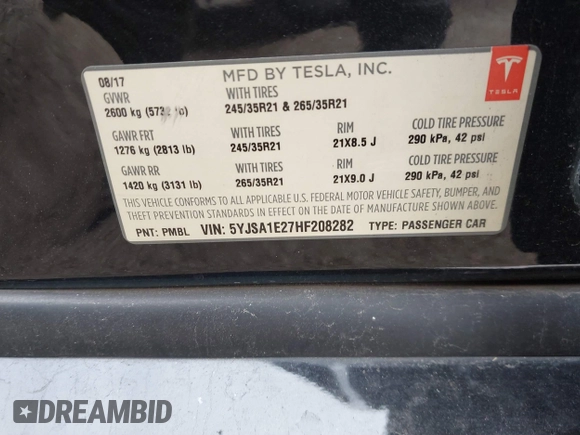 08/17 MFD BY TESLA, INC.
GVWR WITH TIRES
2600 kg (573 lb) 245/35R21 & 265/35R21
GAWR FRT WITH TIRES RIM COLD TIRE PRESSURE
1276 kg (2813 lb) 245/35R21 21X8.5 J 290 kPa, 42 psi
GAWR RR WITH TIRES RIM COLD TIRE PRESSURE
1420 kg (3131 lb) 265/35R21 21X9.0 J 290 kPa, 42 psi
THIS VEHICLE CONFORMS TO ALL APPLICABLE U.S. FEDERAL MOTOR VEHICLE SAFETY, BUMPER, AND
THEFT PREVENTION STANDARDS IN EFFECT ON THE DATE OF MANUFACTURE SHOWN ABOVE.
PNT: PMBL VIN: 5YJSA1E27HF208282 TYPE: PASSENGER CAR
TESLA
DREAMBID